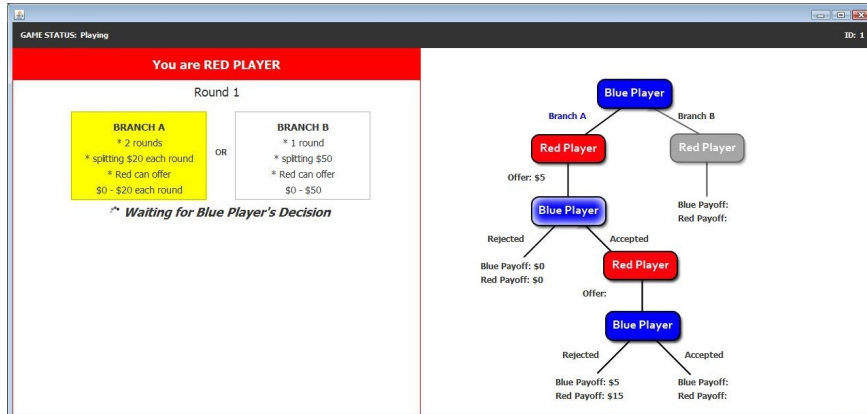 GAME STATUS: Playing
ID: 1
You are RED PLAYER
Round 1
BRANCH A
* 2 rounds
* splitting $20 each round
* Red can offer
$0 - $20 each round
OR
BRANCH B
* 1 round
* splitting $50
* Red can offer
$0 - $50
Waiting for Blue Player's Decision
Blue Player
Branch A
Branch B
Red Player
Red Player
Offer: $5
Blue Player
Blue Payoff:
Red Payoff:
Rejected
Accepted
Blue Payoff: $0
Red Payoff: $0
Red Player
Offer:
Blue Player
Rejected
Accepted
Blue Payoff: $5
Red Payoff: $15
Blue Payoff:
Red Payoff: